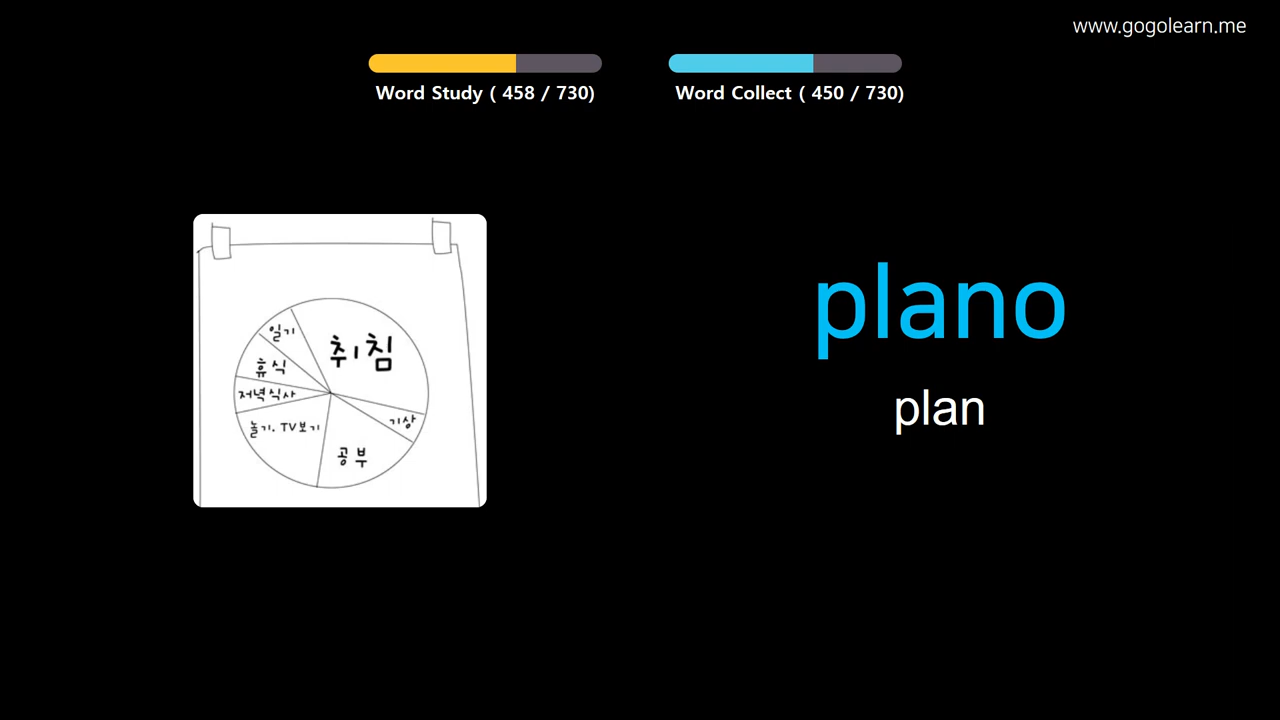 www.gogolearn.me
Word Study ( 458 / 730)
Word Collect ( 450 / 730)
일기
취침
휴식
저녁식사
기상
놀기. TV보기
공부
plano
plan